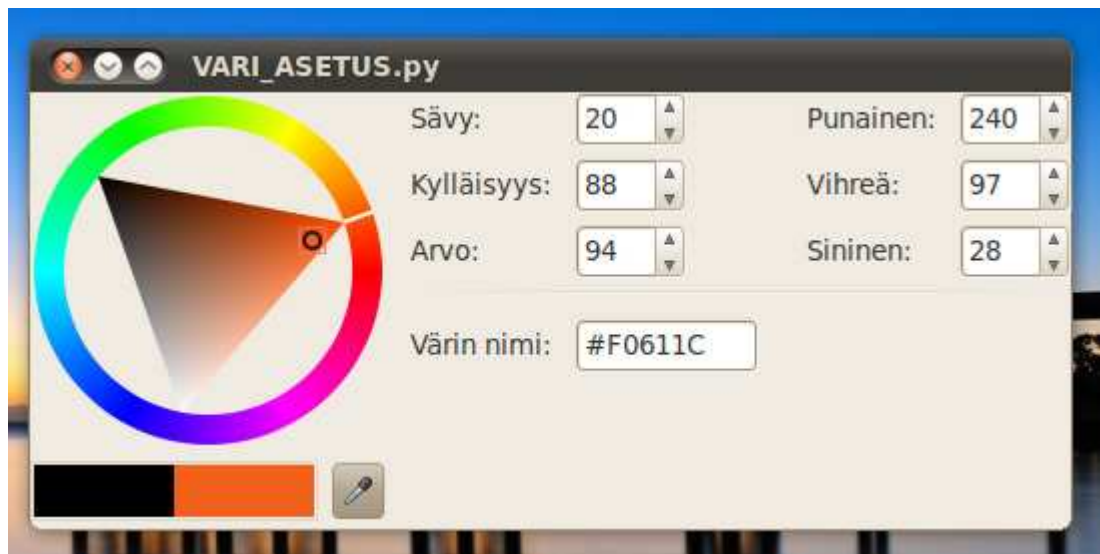 VARI_ASETUS.py
Sävy: 20 Punainen: 240
Kylläisyys: 88 Vihreä: 97
Arvo: 94 Sininen: 28
Värin nimi: #F0611C